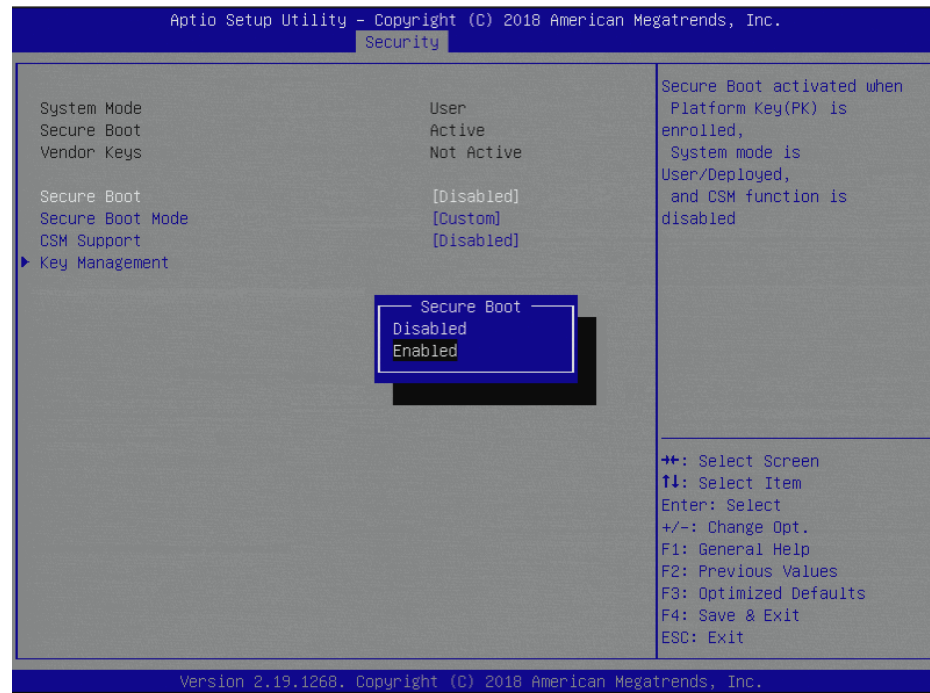 Aptio Setup Utility – Copyright (C) 2018 American Megatrends, Inc.
Security
System Mode User
Secure Boot Active
Vendor Keys Not Active
Secure Boot [Disabled]
Secure Boot Mode [Custom]
CSM Support [Disabled]
Key Management
Secure Boot
Disabled
Enabled
Secure Boot activated when
Platform Key(PK) is
enrolled,
System mode is
User/Deployed,
and CSM function is
disabled
→←: Select Screen
↑↓: Select Item
Enter: Select
+/-: Change Opt.
F1: General Help
F2: Previous Values
F3: Optimized Defaults
F4: Save & Exit
ESC: Exit
Version 2.19.1268. Copyright (C) 2018 American Megatrends, Inc.